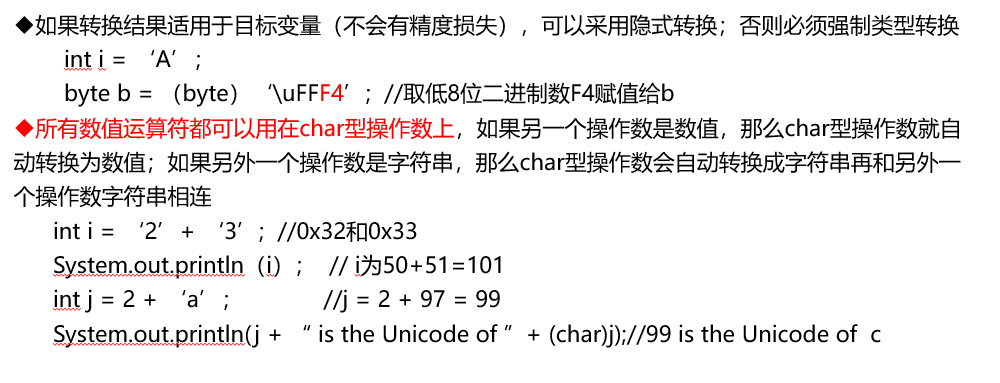 ◆如果转换结果适用于目标变量（不会有精度损失），可以采用隐式转换；否则必须强制类型转换
int i = ‘A’；
byte b = （byte）‘\uFFF4’；//取低8位二进制数F4赋值给b
◆所有数值运算符都可以用在char型操作数上，如果另一个操作数是数值，那么char型操作数就自
动转换为数值；如果另外一个操作数是字符串，那么char型操作数会自动转换成字符串再和另外一
个操作数字符串相连
int i = ‘2’ + ‘3’；//0x32和0x33
System.out.println（i）； // i为50+51=101
int j = 2 + ‘a’； //j = 2 + 97 = 99
System.out.println(j + “ is the Unicode of ” + (char)j);//99 is the Unicode of c